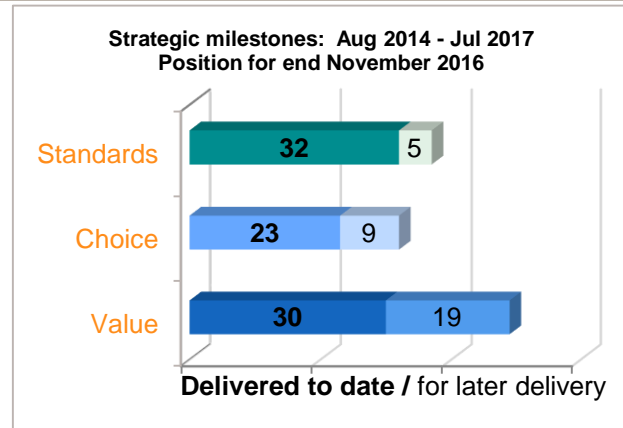 Strategic milestones: Aug 2014 - Jul 2017
Position for end November 2016
Standards 32 5
Choice 23 9
Value 30 19
Delivered to date / for later delivery